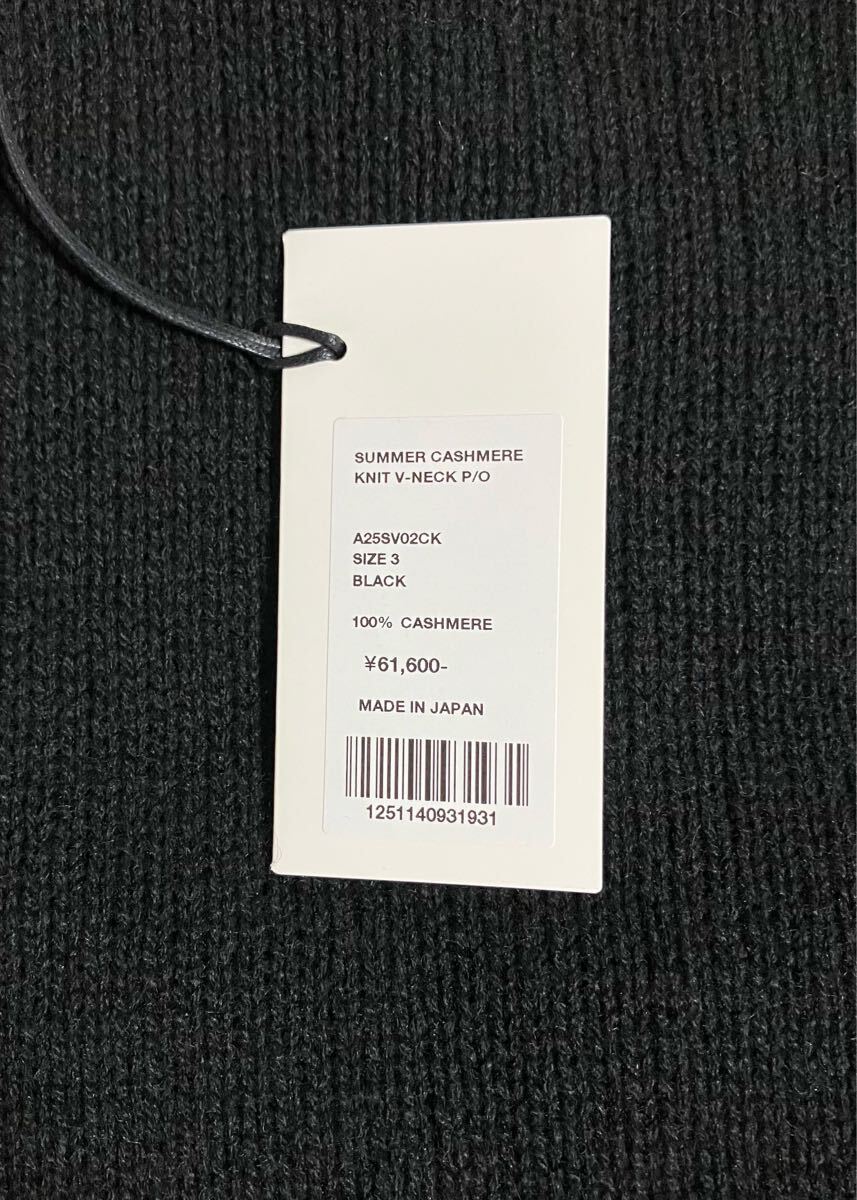 SUMMER CASHMERE
KNIT V-NECK P/O
A25SV02CK
SIZE 3
BLACK
100% CASHMERE
¥61,600-
MADE IN JAPAN
1251140931931